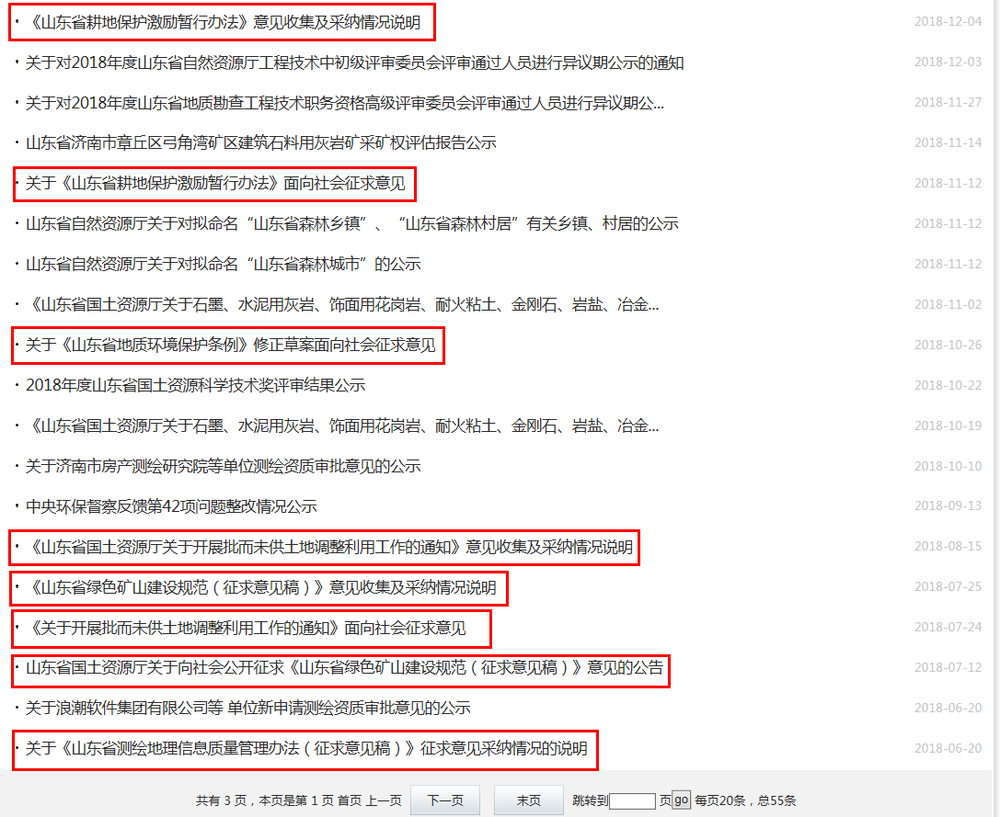 · 《山东省耕地保护激励暂行办法》意见收集及采纳情况说明 2018-12-04
· 关于对2018年度山东省自然资源厅工程技术中初级评审委员会评审通过人员进行异议期公示的通知 2018-12-03
· 关于对2018年度山东省地质勘查工程技术职务资格高级评审委员会评审通过人员进行异议期公... 2018-11-27
· 山东省济南市章丘区弓角湾矿区建筑石料用灰岩矿采矿权评估报告公示 2018-11-14
· 关于《山东省耕地保护激励暂行办法》面向社会征求意见 2018-11-12
· 山东省自然资源厅关于对拟命名“山东省森林乡镇”、“山东省森林村居”有关乡镇、村居的公示 2018-11-12
· 山东省自然资源厅关于对拟命名“山东省森林城市”的公示 2018-11-12
· 《山东省国土资源厅关于石墨、水泥用灰岩、饰面用花岗岩、耐火粘土、金刚石、岩盐、冶金... 2018-11-02
· 关于《山东省地质环境保护条例》修正草案面向社会征求意见 2018-10-26
· 2018年度山东省国土资源科学技术奖评审结果公示 2018-10-22
· 《山东省国土资源厅关于石墨、水泥用灰岩、饰面用花岗岩、耐火粘土、金刚石、岩盐、冶金... 2018-10-19
· 关于济南市房产测绘研究院等单位测绘资质审批意见的公示 2018-10-10
· 中央环保督察反馈第42项问题整改情况公示 2018-09-13
· 《山东省国土资源厅关于开展批而未供土地调整利用工作的通知》意见收集及采纳情况说明 2018-08-15
· 《山东省绿色矿山建设规范（征求意见稿）》意见收集及采纳情况说明 2018-07-25
· 《关于开展批而未供土地调整利用工作的通知》面向社会征求意见 2018-07-24
· 山东省国土资源厅关于向社会公开征求《山东省绿色矿山建设规范（征求意见稿）》意见的公告 2018-07-12
· 关于浪潮软件集团有限公司等 单位新申请测绘资质审批意见的公示 2018-06-20
· 关于《山东省测绘地理信息质量管理办法（征求意见稿）》征求意见采纳情况的说明 2018-06-20
共有 3 页，本页是第 1 页 首页 上一页 下一页 末页 跳转到 页 go 每页20条，总55条